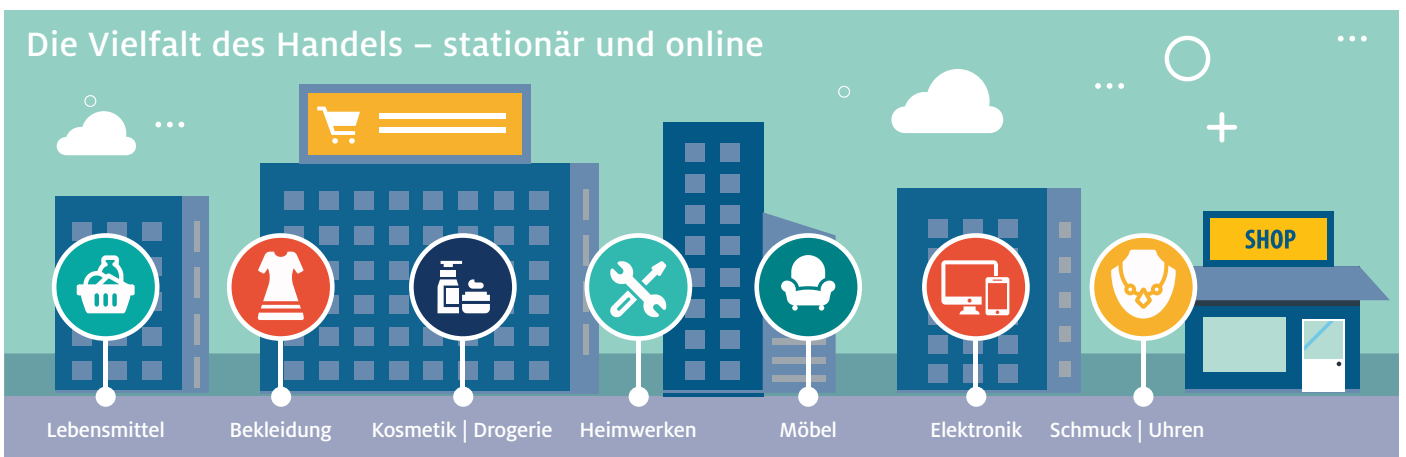 Die Vielfalt des Handels – stationär und online
SHOP
Lebensmittel
Bekleidung
Kosmetik | Drogerie
Heimwerken
Möbel
Elektronik
Schmuck | Uhren